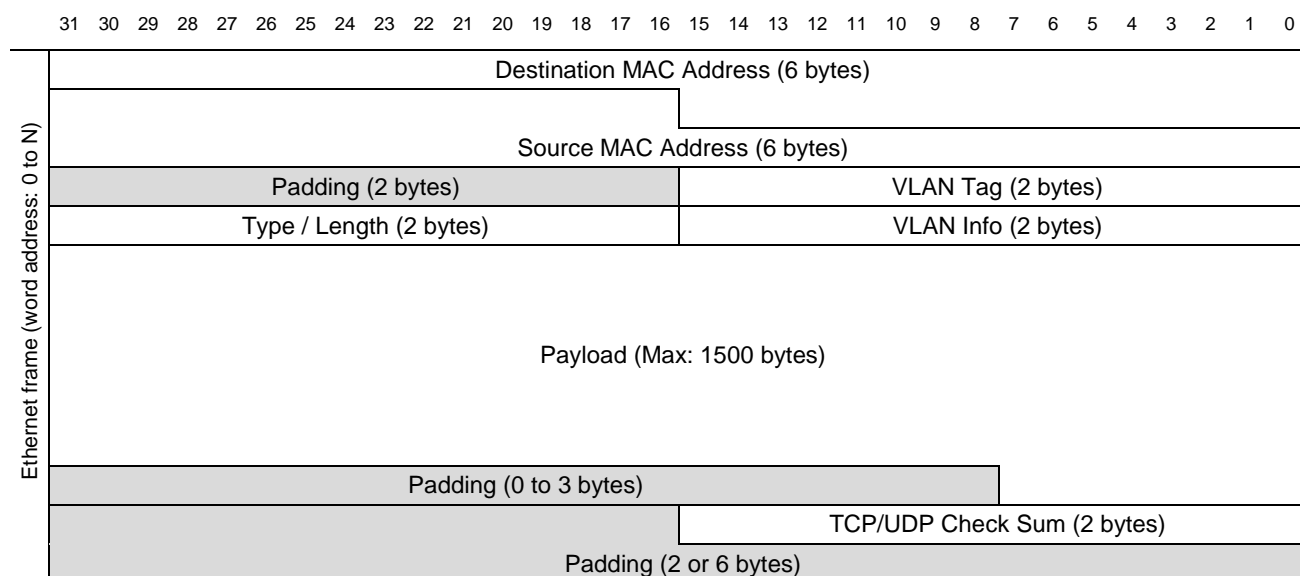 31 30 29 28 27 26 25 24 23 22 21 20 19 18 17 16 15 14 13 12 11 10 9 8 7 6 5 4 3 2 1 0
Ethernet frame (word address: 0 to N)
Destination MAC Address (6 bytes)
Source MAC Address (6 bytes)
Padding (2 bytes) VLAN Tag (2 bytes)
Type / Length (2 bytes) VLAN Info (2 bytes)
Payload (Max: 1500 bytes)
Padding (0 to 3 bytes)
TCP/UDP Check Sum (2 bytes)
Padding (2 or 6 bytes)